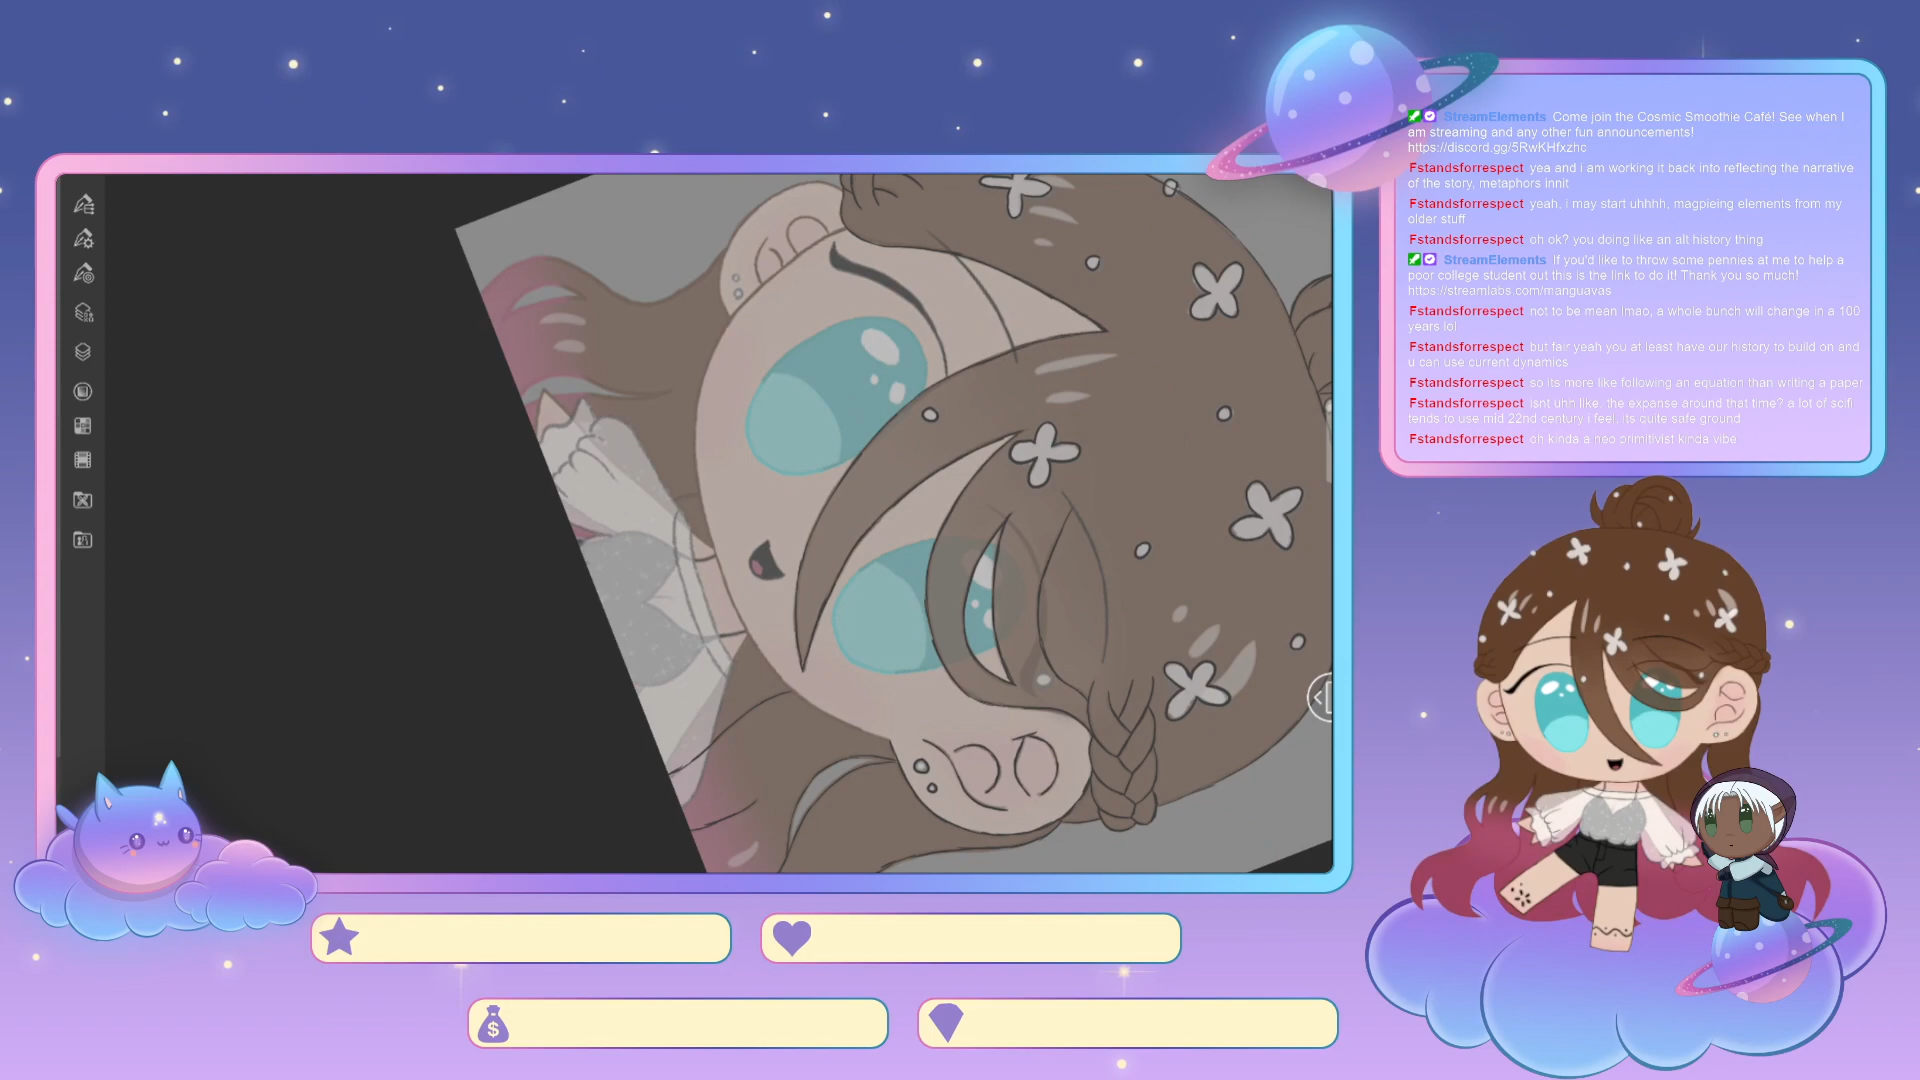 StreamElements Come join the Cosmic Smoothie Café! See when I
am streaming and any other fun announcements!
https://discord.gg/5RwKHfxzhc
Fstandsforrespect yea and i am working it back into reflecting the narrative
of the story, metaphors innit
Fstandsforrespect yeah, i may start uhhhh, magpieing elements from my
older stuff
Fstandsforrespect oh ok? you doing like an alt history thing
StreamElements If you'd like to throw some pennies at me to help a
poor college student out this is the link to do it! Thank you so much!
https://streamlabs.com/manguavas
Fstandsforrespect not to be mean lmao, a whole bunch will change in a 100
years lol
Fstandsforrespect but fair yeah you at least have our history to build on and
u can use current dynamics
Fstandsforrespect so its more like following an equation than writing a paper
Fstandsforrespect isnt uhh like, the expanse around that time? a lot of scifi
tends to use mid 22nd century i feel, its quite safe ground
Fstandsforrespect oh kinda a neo primitivist kinda vibe
$